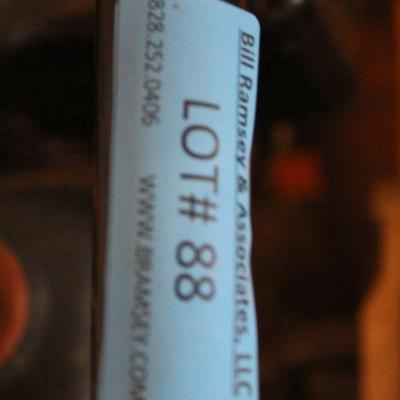 Bill Ramsey & Associates, LLC
LOT# 88
828.252.0406 WWW.BRAMSEY.COM